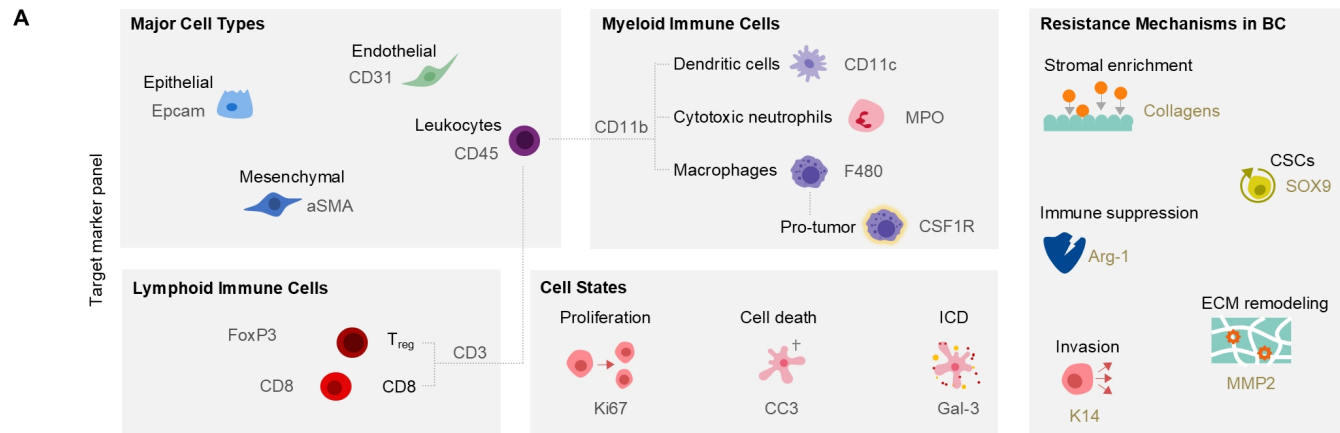 A
Target marker panel
Major Cell Types
Endothelial
CD31
Epithelial
Epcam
Leukocytes
CD45
Mesenchymal
aSMA
Myeloid Immune Cells
CD11b
Dendritic cells
CD11c
Cytotoxic neutrophils
MPO
Macrophages
F480
Pro-tumor
CSF1R
Lymphoid Immune Cells
FoxP3
Treg
CD3
CD8
CD8
Cell States
Proliferation
Ki67
Cell death
†
CC3
ICD
Gal-3
Resistance Mechanisms in BC
Stromal enrichment
Collagens
CSCs
SOX9
Immune suppression
Arg-1
ECM remodeling
MMP2
Invasion
K14